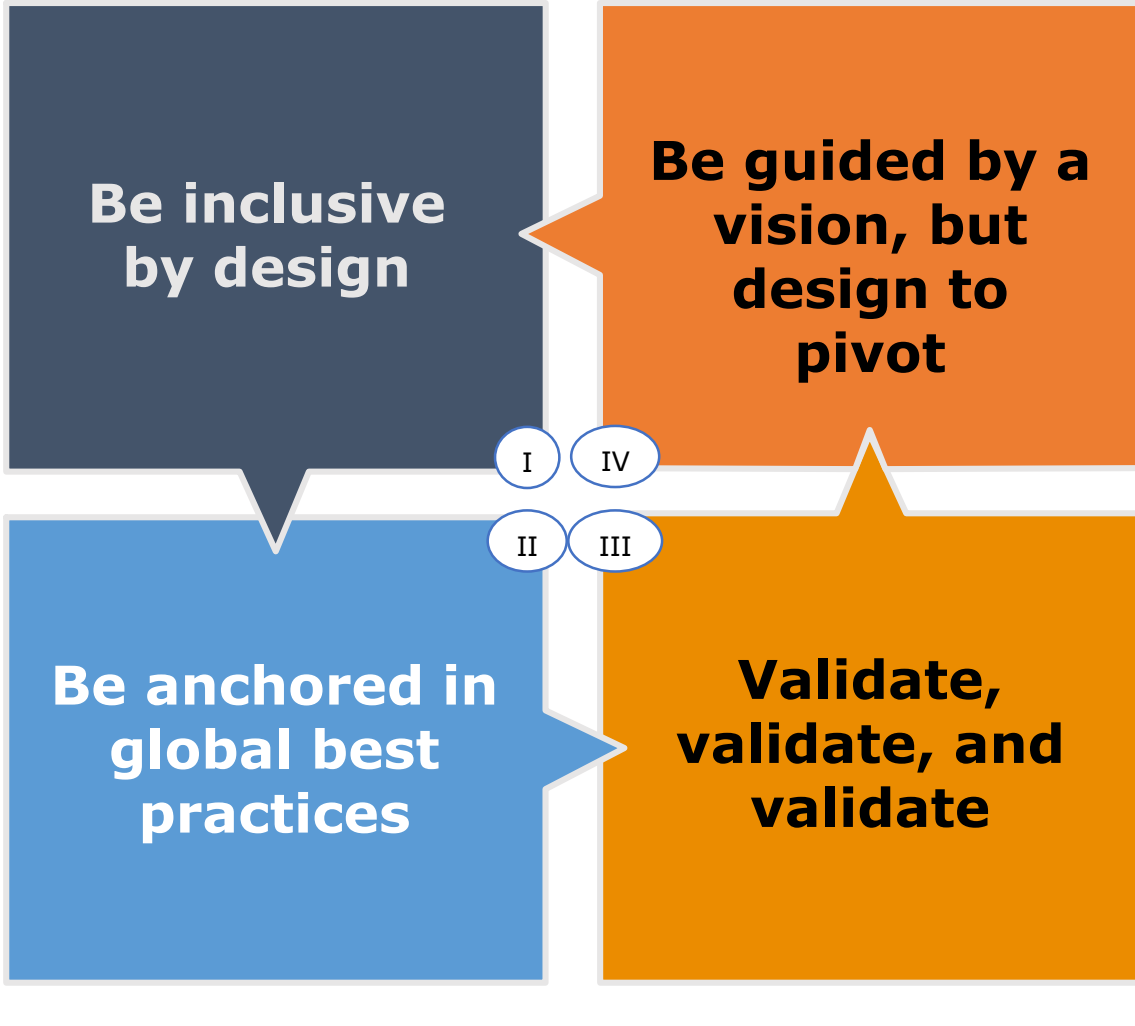 Be inclusive
by design
Be guided by a
vision, but
design to
pivot
I
IV
II
III
Be anchored in
global best
practices
Validate,
validate, and
validate